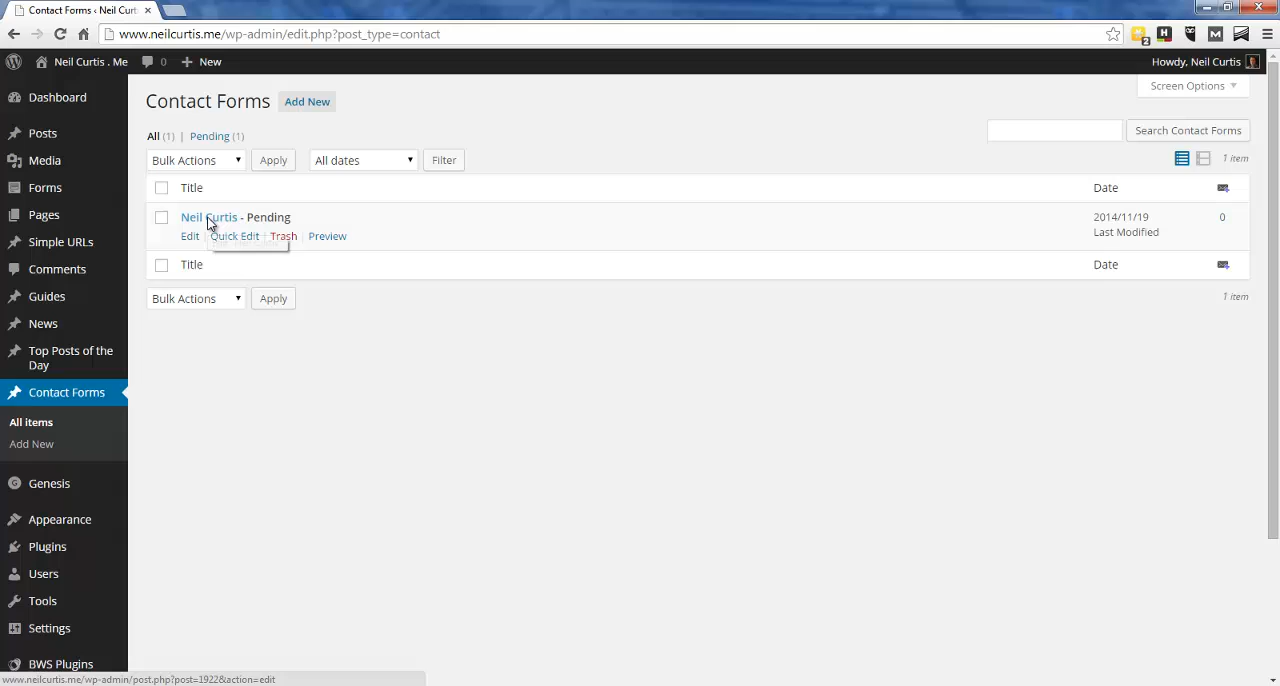 Contact Forms ‹ Neil Curt
www.neilcurtis.me/wp-admin/edit.php?post_type=contact
2
H
M
Neil Curtis . Me
0
New
Howdy, Neil Curtis
Dashboard
Posts
Media
Forms
Pages
Simple URLs
Comments
Guides
News
Top Posts of the
Day
Contact Forms
All items
Add New
Genesis
Appearance
Plugins
Users
Tools
Settings
BWS Plugins
Contact Forms Add New
Screen Options
All (1) | Pending (1)
Search Contact Forms
Bulk Actions Apply All dates Filter
1 item
Title Date
Neil Curtis - Pending 2014/11/19 0
Last Modified
Edit | Quick Edit | Trash | Preview
Title Date
Bulk Actions Apply
1 item
www.neilcurtis.me/wp-admin/post.php?post=1922&action=edit